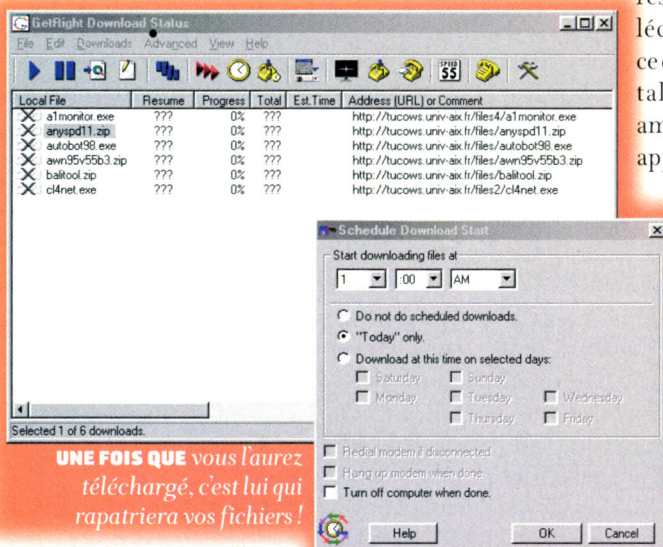 GetRight Download Status
File Edit Downloads Advanced View Help
SPEED
55
Local File Resume Progress Total Est.Time Address (URL) or Comment
a1monitor.exe ??? 0% ??? http://tucows.univ-aix.fr/files4/a1monitor.exe
anyspd11.zip ??? 0% ??? http://tucows.univ-aix.fr/files/anyspd11.zip
autobot98.exe ??? 0% ??? http://tucows.univ-aix.fr/files/autobot98.exe
awn95v55b3.zip ??? 0% ??? http://tucows.univ-aix.fr/files/awn95v55b3.zip
balitool.zip ??? 0% ??? http://tucows.univ-aix.fr/files/balitool.zip
cl4net.exe ??? 0% ??? http://tucows.univ-aix.fr/files2/cl4net.exe
Selected 1 of 6 downloads.
Schedule Download Start
Start downloading files at
1 :00 AM
Do not do scheduled downloads.
"Today" only.
Download at this time on selected days:
Saturday Sunday
Monday Tuesday Wednesday
Thursday Friday
Redial modem if disconnected.
Hang up modem when done.
Turn off computer when done.
Help OK Cancel
UNE FOIS QUE vous l'aurez
téléchargé, c'est lui qui
rapatriera vos fichiers !
léc
ce
tal
am
ap